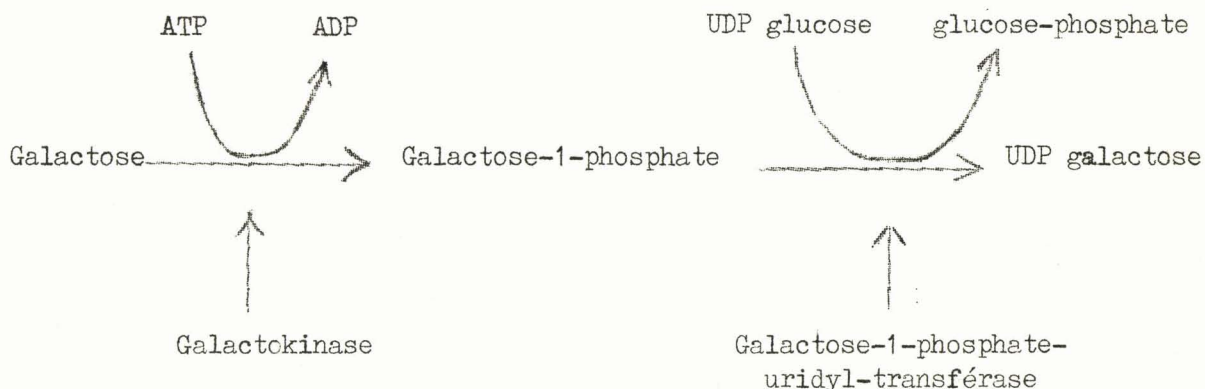 ATP ADP UDP glucose glucose-phosphate
Galactose Galactose-1-phosphate UDP galactose
Galactokinase Galactose-1-phosphate-
uridyl-transférase